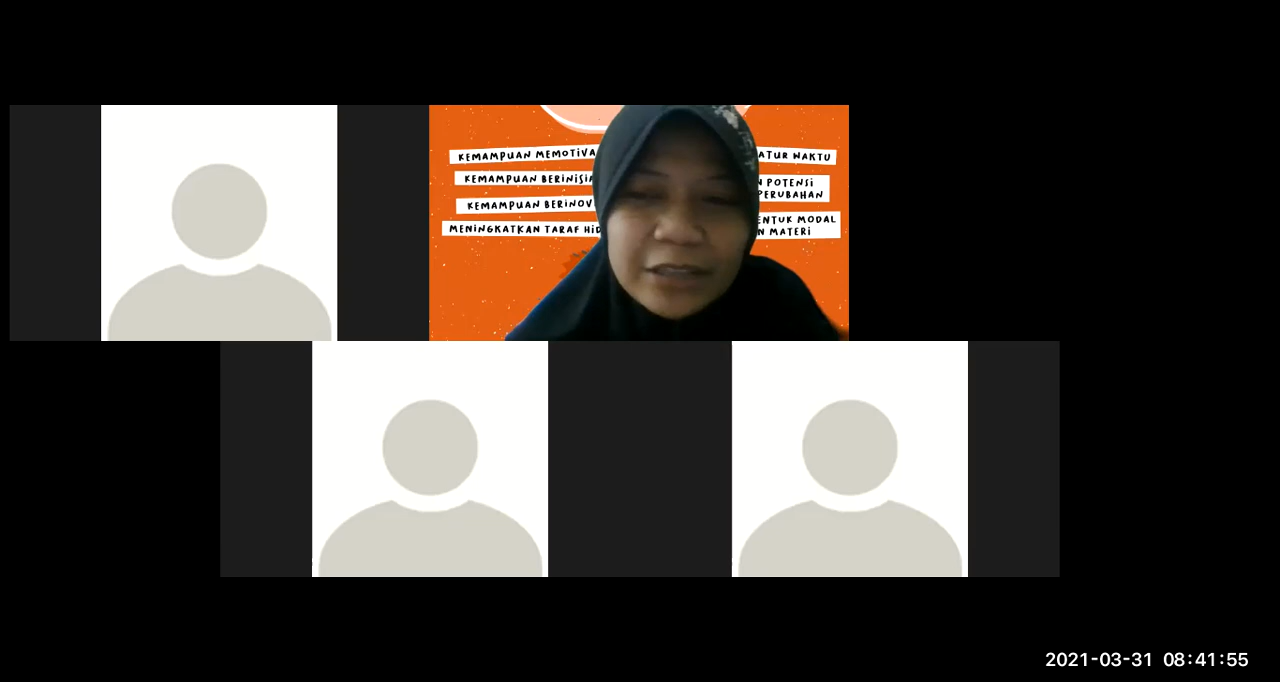 KEMAMPUAN MEMOTIVA
ATUR WAKTU
KEMAMPUAN BERINISIA
N POTENSI
PERUBAHAN
KEMAMPUAN BERINOV
ENTUK MODAL
N MATERI
MENINGKATKAN TARAF HID
2021-03-31 08:41:55